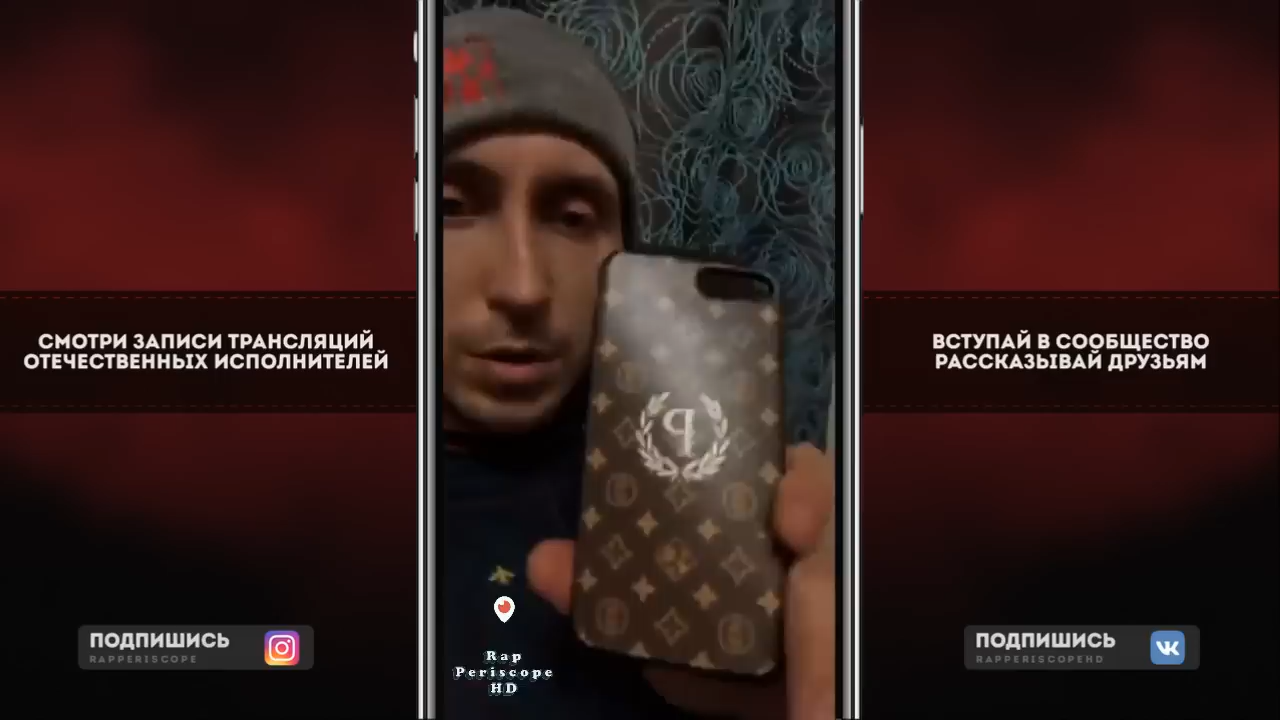 СМОТРИ ЗАПИСИ ТРАНСЛЯЦИЙ
ОТЕЧЕСТВЕННЫХ ИСПОЛНИТЕЛЕЙ
ВСТУПАЙ В СООБЩЕСТВО
РАССКАЗЫВАЙ ДРУЗЬЯМ
Rap
Periscope
HD
ПОДПИШИСЬ
RAPPERISCOPE
ПОДПИШИСЬ
RAPPERISCOPEHD